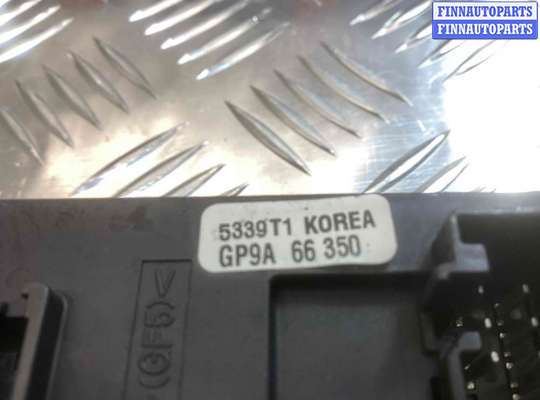 FINNAUTOPARTS
FINNAUTOPARTS
5339T1 KOREA
GP9A 66 350
(GF5)V